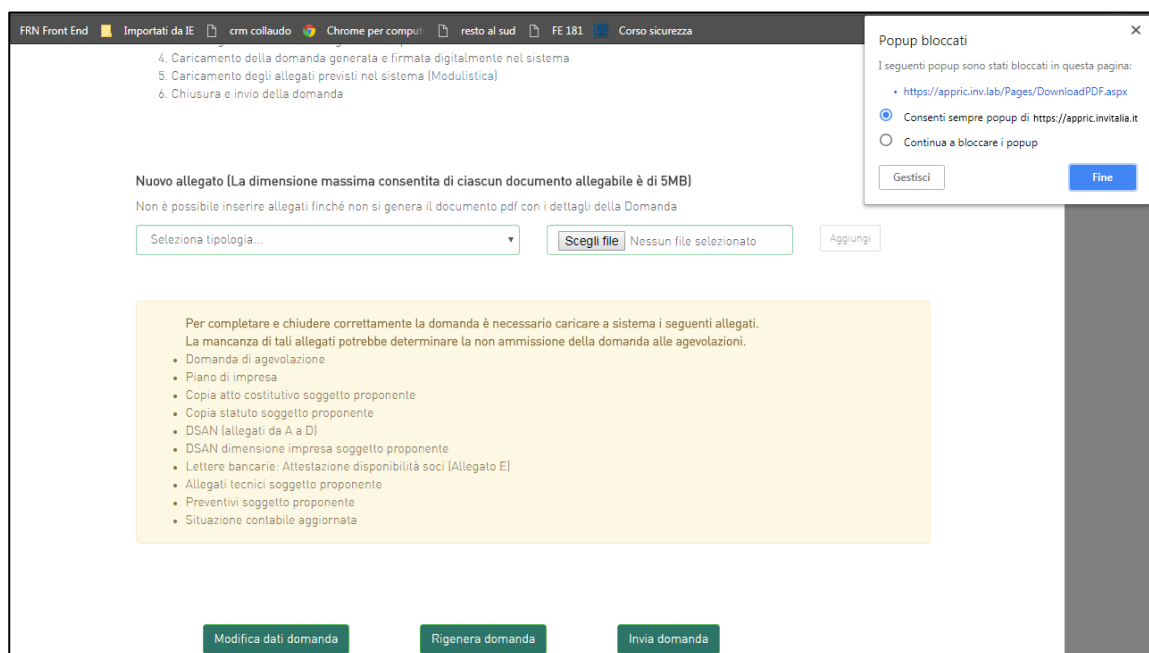 FRN Front End Importati da IE crm collaudo Chrome per comput resto al sud FE 181 Corso sicurezza
4. Caricamento della domanda generata e firmata digitalmente nel sistema
5. Caricamento degli allegati previsti nel sistema (Modulistica)
6. Chiusura e invio della domanda
Popup bloccati
I seguenti popup sono stati bloccati in questa pagina:
• https://appric.inv.lab/Pages/DownloadPDF.aspx
Consenti sempre popup di https://appric.invitalia.it
Continua a bloccare i popup
Gestisci Fine
Nuovo allegato (La dimensione massima consentita di ciascun documento allegabile è di 5MB)
Non è possibile inserire allegati finché non si genera il documento pdf con i dettagli della Domanda
Seleziona tipologia... Scegli file Nessun file selezionato Aggiungi
Per completare e chiudere correttamente la domanda è necessario caricare a sistema i seguenti allegati.
La mancanza di tali allegati potrebbe determinare la non ammissione della domanda alle agevolazioni.
• Domanda di agevolazione
• Piano di impresa
• Copia atto costitutivo soggetto proponente
• Copia statuto soggetto proponente
• DSAN (allegati da A a D)
• DSAN dimensione impresa soggetto proponente
• Lettere bancarie: Attestazione disponibilità soci (Allegato E)
• Allegati tecnici soggetto proponente
• Preventivi soggetto proponente
• Situazione contabile aggiornata
Modifica dati domanda Rigenera domanda Invia domanda